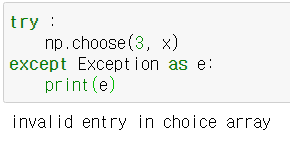 try :
    np.choose(3, x)
except Exception as e:
    print(e)
invalid entry in choice array